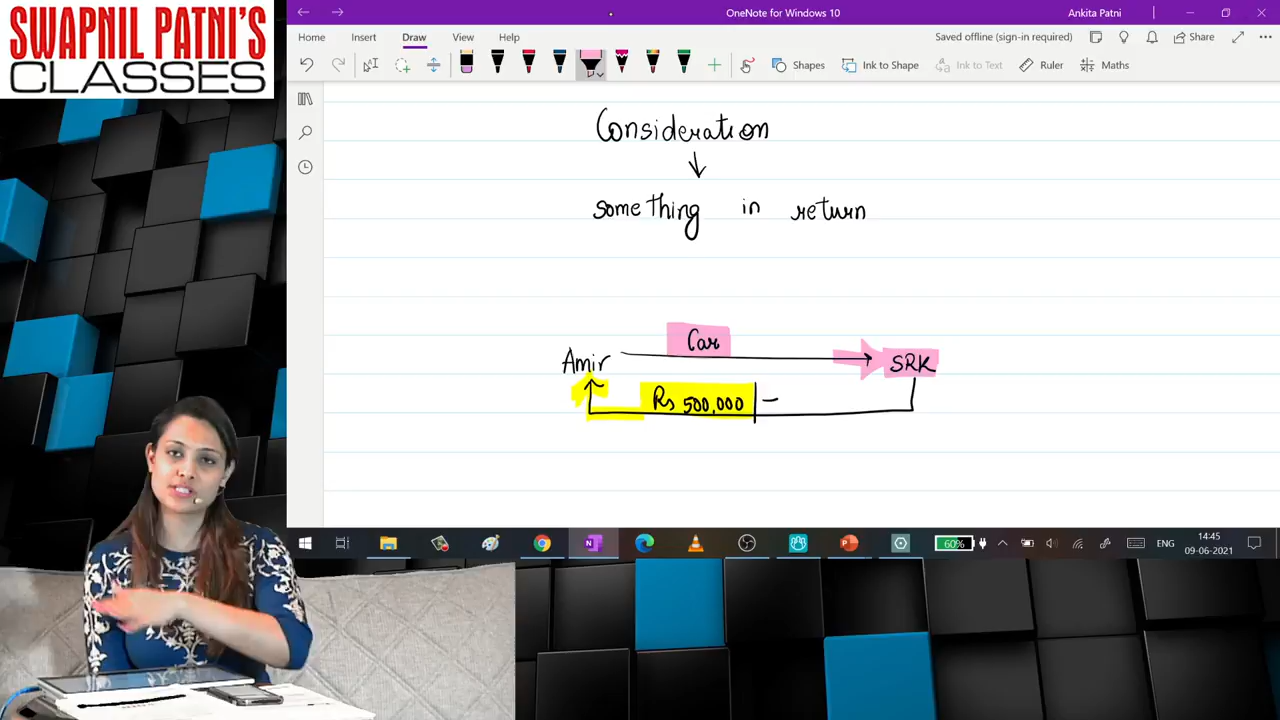 SWAPNIL PATNI'S
CLASSES
OneNote for Windows 10
Ankita Patni
Home Insert Draw View Help
Saved offline (sign-in required)
Share
Shapes
Ink to Shape
Ink to Text
Ruler
Maths
Consideration
something in return
Car
Amir
SRK
Rs 500,000 | -
60%
ENG
14:45
09-06-2021